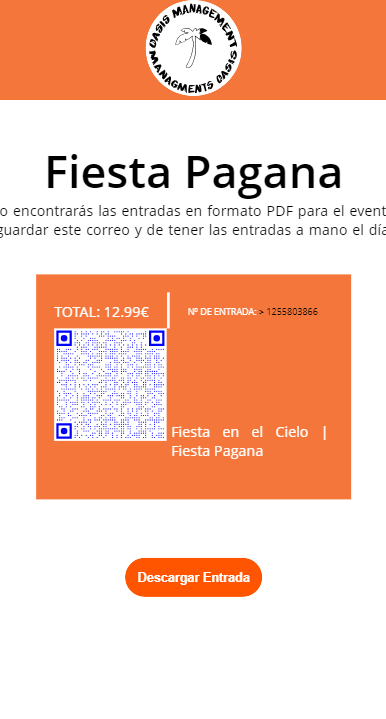 OASIS MANAGEMENT
MANAGMENTS OASIS
Fiesta Pagana
o encontrarás las entradas en formato PDF para el event
guardar este correo y de tener las entradas a mano el día
TOTAL: 12.99€
Nº DE ENTRADA: > 1255803866
Fiesta en el Cielo |
Fiesta Pagana
Descargar Entrada